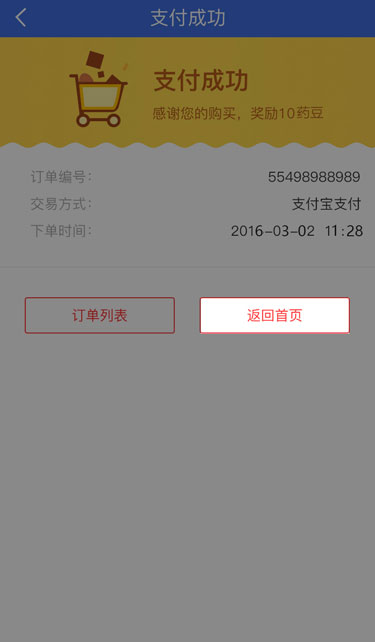 支付成功
支付成功
感谢您的购买，奖励10药豆
订单编号： 55498988989
交易方式： 支付宝支付
下单时间： 2016-03-02 11:28
订单列表 返回首页